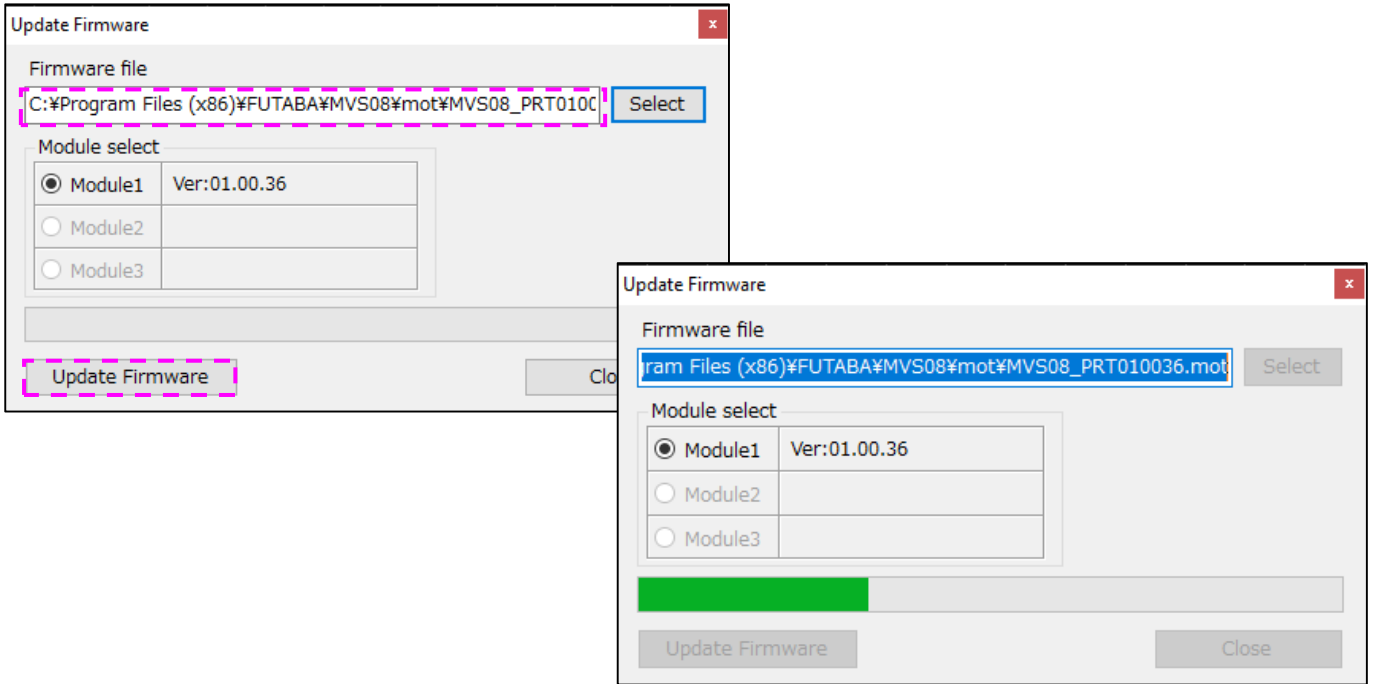 Update Firmware
x
Firmware file
C:¥Program Files (x86)¥FUTABA¥MVS08¥mot¥MVS08_PRT0100
Select
Module select
Module1 Ver:01.00.36
Module2
Module3
Update Firmware
Clo
Update Firmware
x
Firmware file
gram Files (x86)¥FUTABA¥MVS08¥mot¥MVS08_PRT010036.mot
Select
Module select
Module1 Ver:01.00.36
Module2
Module3
Update Firmware
Close